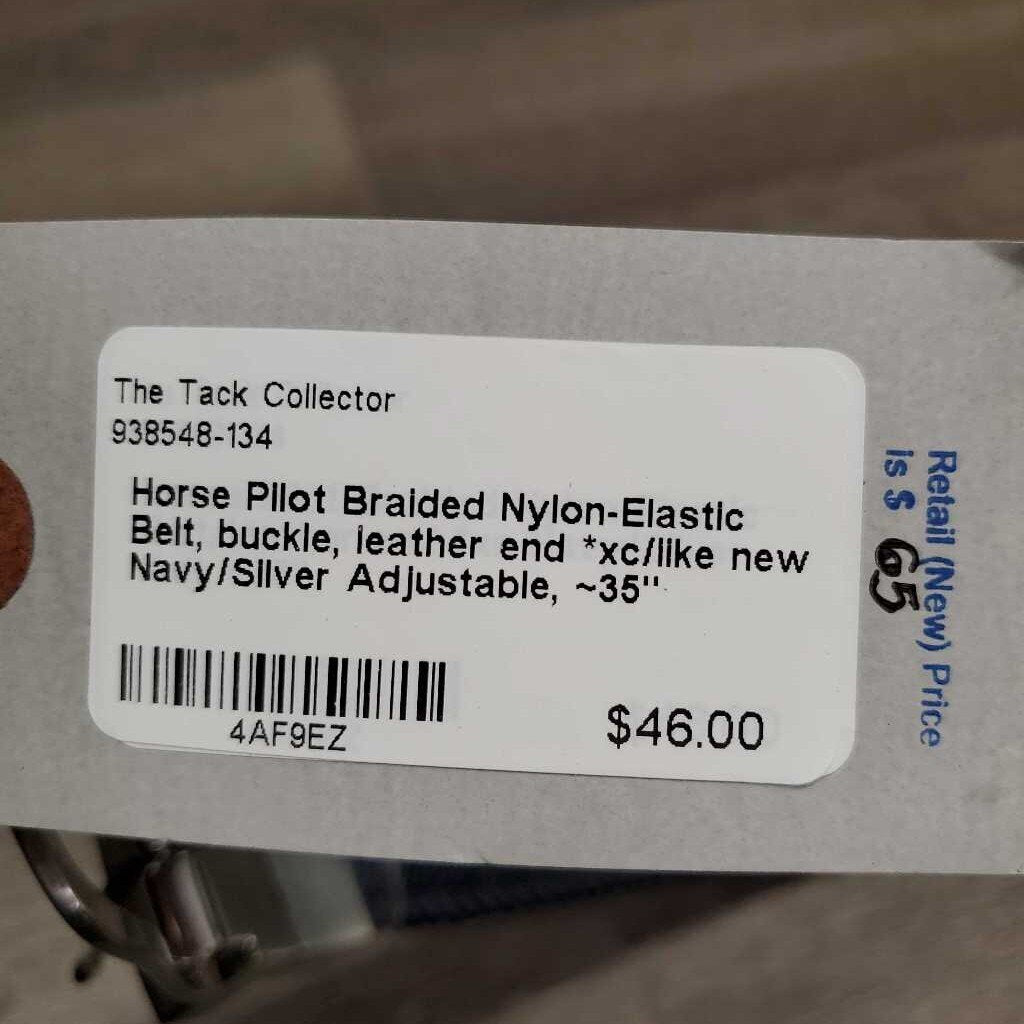 The Tack Collector
938548-134
Horse Pilot Braided Nylon-Elastic
Belt, buckle, leather end *xc/like new
Navy/Silver Adjustable, ~35"
4AF9EZ
$46.00
Retail (New) Price
is $ 65